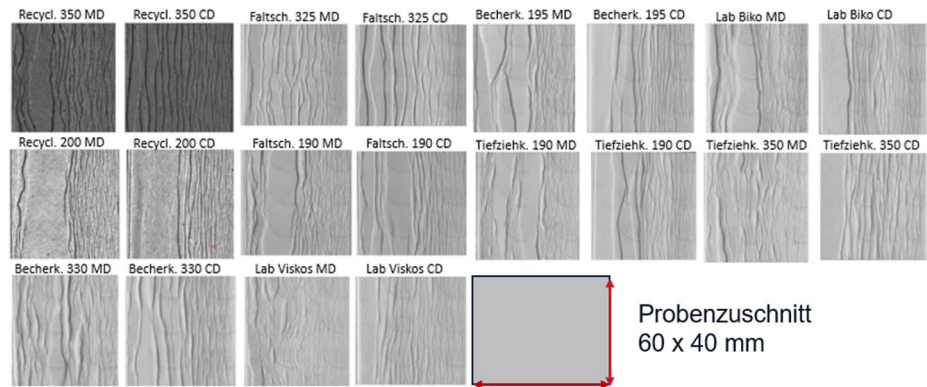 Recycl. 350 MD
Recycl. 350 CD
Faltsch. 325 MD
Faltsch. 325 CD
Becherk. 195 MD
Becherk. 195 CD
Lab Biko MD
Lab Biko CD
Recycl. 200 MD
Recycl. 200 CD
Faltsch. 190 MD
Faltsch. 190 CD
Tiefziehk. 190 MD
Tiefziehk. 190 CD
Tiefziehk. 350 MD
Tiefziehk. 350 CD
Becherk. 330 MD
Becherk. 330 CD
Lab Viskos MD
Lab Viskos CD
Probenzuschnitt
60 x 40 mm